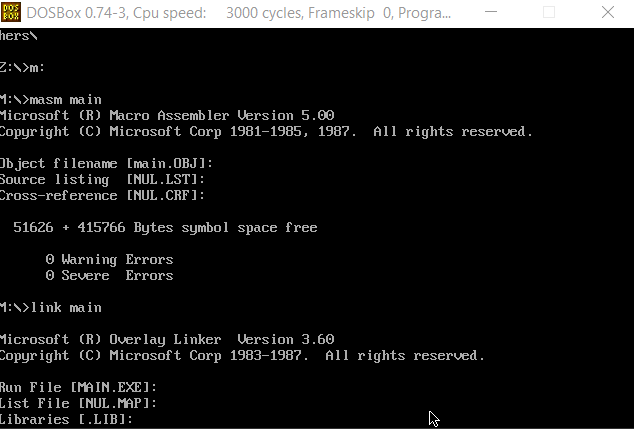 DOS
BOX
DOSBox 0.74-3, Cpu speed:    3000 cycles, Frameskip  0, Progra...
hers\
Z:\>m:
M:\>masm main
Microsoft (R) Macro Assembler Version 5.00
Copyright (C) Microsoft Corp 1981-1985, 1987.  All rights reserved.
Object filename [main.OBJ]:
Source listing  [NUL.LST]:
Cross-reference [NUL.CRF]:
51626 + 415766 Bytes symbol space free
0 Warning Errors
0 Severe  Errors
M:\>link main
Microsoft (R) Overlay Linker  Version 3.60
Copyright (C) Microsoft Corp 1983-1987.  All rights reserved.
Run File [MAIN.EXE]:
List File [NUL.MAP]:
Libraries [.LIB]: